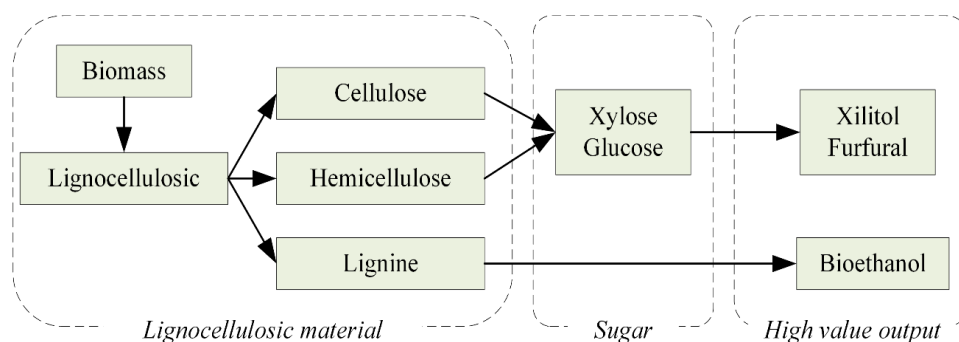 Biomass
Lignocellulosic
Cellulose
Hemicellulose
Lignine
Xylose
Glucose
Xilitol
Furfural
Bioethanol
Lignocellulosic material
Sugar
High value output